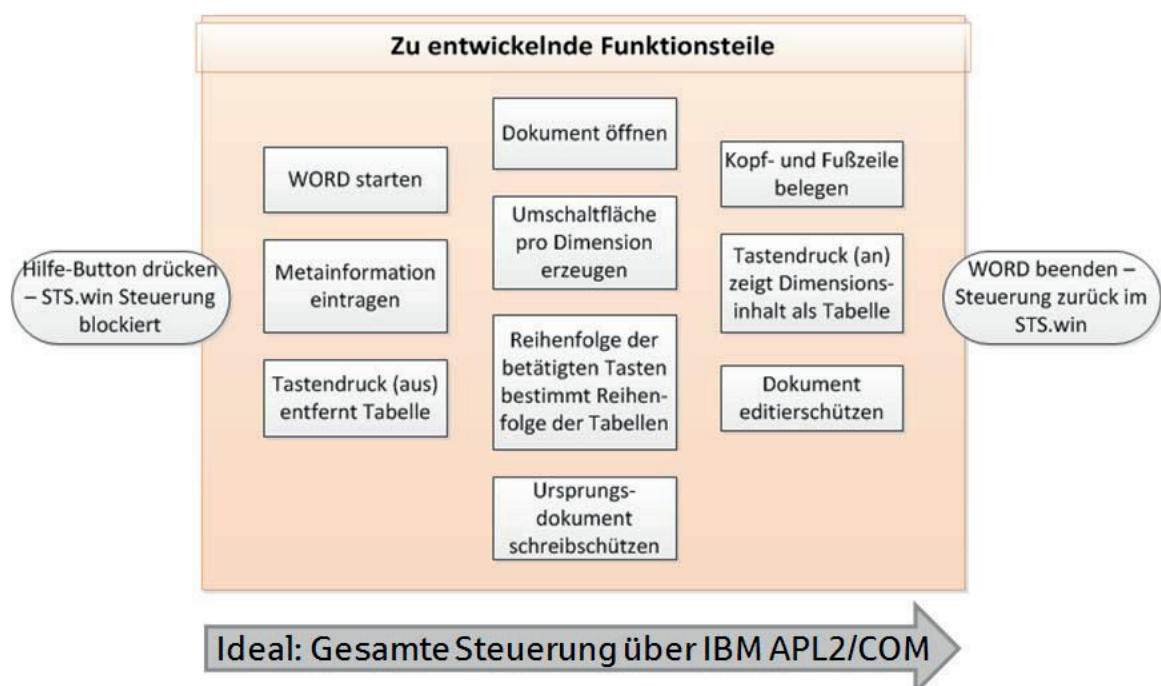 Zu entwickelnde Funktionsteile
Hilfe-Button drücken
– STS.win Steuerung
blockiert
WORD starten
Metainformation
eintragen
Tastendruck (aus)
entfernt Tabelle
Dokument öffnen
Umschaltfläche
pro Dimension
erzeugen
Reihenfolge der
betätigten Tasten
bestimmt Reihen-
folge der Tabellen
Ursprungs-
dokument
schreibschützen
Kopf- und Fußzeile
belegen
Tastendruck (an)
zeigt Dimensions-
inhalt als Tabelle
Dokument
editierschützen
WORD beenden –
Steuerung zurück im
STS.win
Ideal: Gesamte Steuerung über IBM APL2/COM